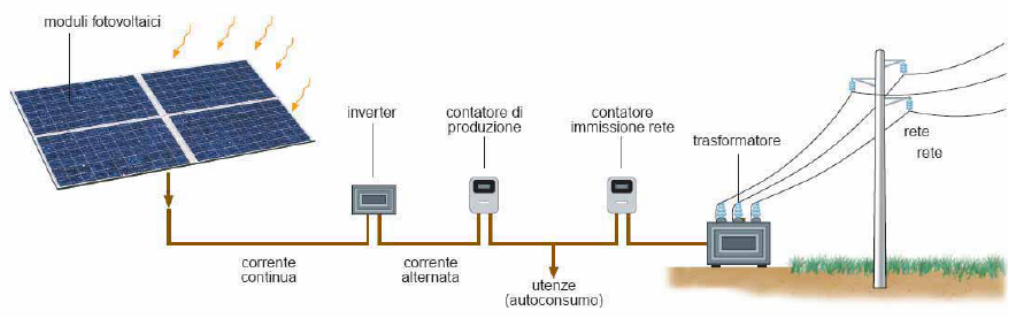 moduli fotovoltaici
inverter
contatore di
produzione
contatore
immissione rete
trasformatore
rete
rete
corrente
continua
corrente
alternata
utenze
(autoconsumo)